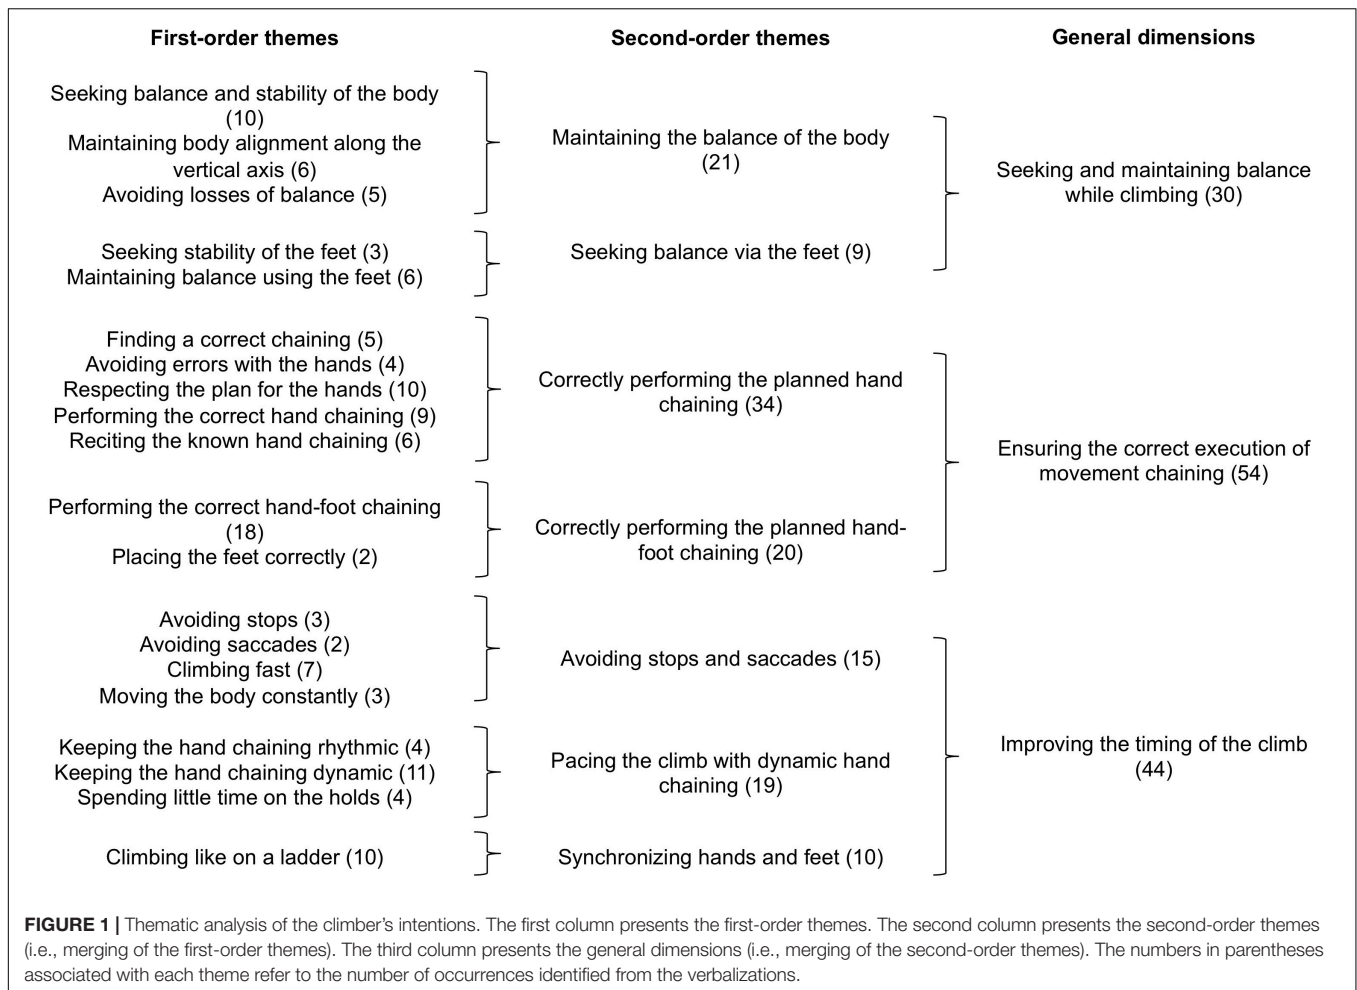 First-order themes
Second-order themes
General dimensions
Seeking balance and stability of the body
(10)
Maintaining body alignment along the
vertical axis (6)
Avoiding losses of balance (5)
Maintaining the balance of the body
(21)
Seeking and maintaining balance
while climbing (30)
Seeking stability of the feet (3)
Maintaining balance using the feet (6)
Seeking balance via the feet (9)
Finding a correct chaining (5)
Avoiding errors with the hands (4)
Respecting the plan for the hands (10)
Performing the correct hand chaining (9)
Reciting the known hand chaining (6)
Correctly performing the planned hand
chaining (34)
Ensuring the correct execution of
movement chaining (54)
Performing the correct hand-foot chaining
(18)
Placing the feet correctly (2)
Correctly performing the planned hand-
foot chaining (20)
Avoiding stops (3)
Avoiding saccades (2)
Climbing fast (7)
Moving the body constantly (3)
Avoiding stops and saccades (15)
Keeping the hand chaining rhythmic (4)
Keeping the hand chaining dynamic (11)
Spending little time on the holds (4)
Pacing the climb with dynamic hand
chaining (19)
Improving the timing of the climb
(44)
Climbing like on a ladder (10)
Synchronizing hands and feet (10)
FIGURE 1 | Thematic analysis of the climber's intentions. The first column presents the first-order themes. The second column presents the second-order themes
(i.e., merging of the first-order themes). The third column presents the general dimensions (i.e., merging of the second-order themes). The numbers in parentheses
associated with each theme refer to the number of occurrences identified from the verbalizations.